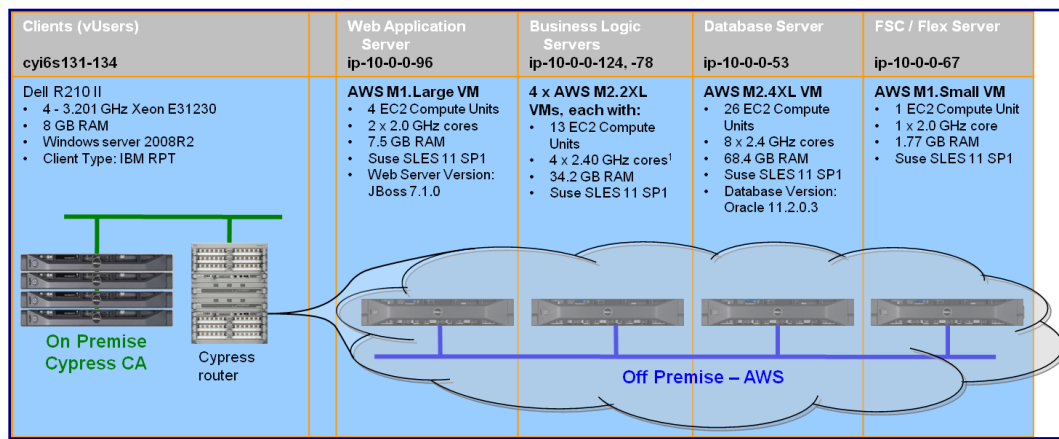 Clients (vUsers)
cyi6s131-134
Dell R210 II
• 4 - 3.201 GHz Xeon E31230
• 8 GB RAM
• Windows server 2008R2
• Client Type: IBM RPT
On Premise
Cypress CA
Cypress
router
Web Application
Server
ip-10-0-0-96
AWS M1.Large VM
• 4 EC2 Compute Units
• 2 x 2.0 GHz cores
• 7.5 GB RAM
• Suse SLES 11 SP1
• Web Server Version:
JBoss 7.1.0
Business Logic
Servers
ip-10-0-0-124, -78
4 x AWS M2.2XL
VMs, each with:
• 13 EC2 Compute
Units
• 4 x 2.40 GHz cores¹
• 34.2 GB RAM
• Suse SLES 11 SP1
Database Server
ip-10-0-0-53
AWS M2.4XL VM
• 26 EC2 Compute
Units
• 8 x 2.4 GHz cores
• 68.4 GB RAM
• Suse SLES 11 SP1
• Database Version:
Oracle 11.2.0.3
FSC / Flex Server
ip-10-0-0-67
AWS M1.Small VM
• 1 EC2 Compute Unit
• 1 x 2.0 GHz core
• 1.77 GB RAM
• Suse SLES 11 SP1
Off Premise – AWS